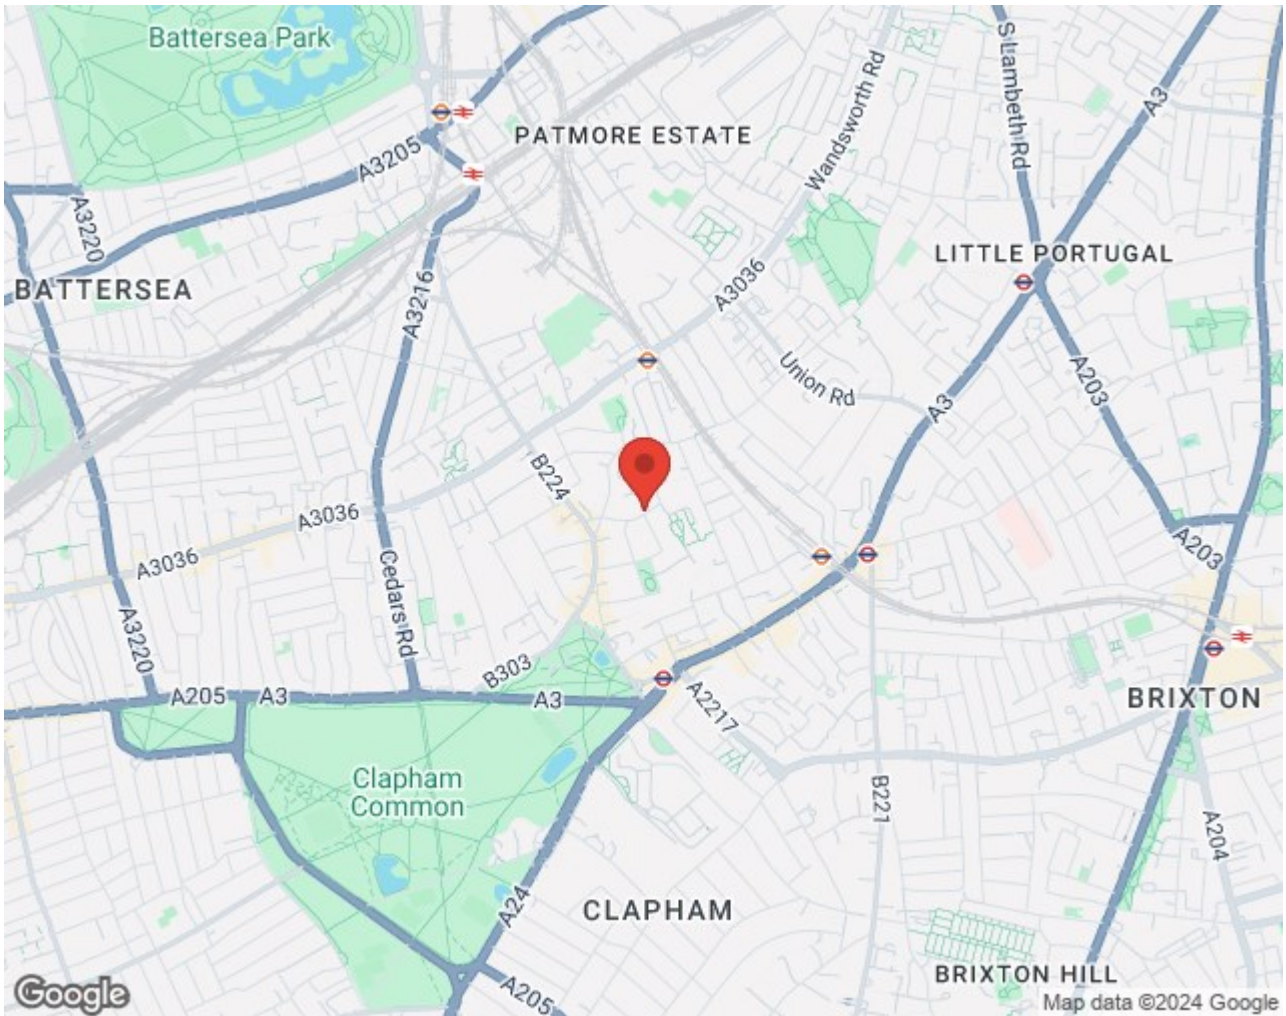 Battersea Park
S Lambeth Rd
A3
Wandsworth Rd
PATMORE ESTATE
A3205
A3220
LITTLE PORTUGAL
BATTERSEA
A3216
A3036
Union Rd
A203
A3
B224
A3036
A3036
A203
Cedars Rd
A3220
B303
A205
A3
A3
A2217
BRIXTON
Clapham
Common
B221
A204
A24
CLAPHAM
BRIXTON HILL
A205
Google
Map data ©2024 Google